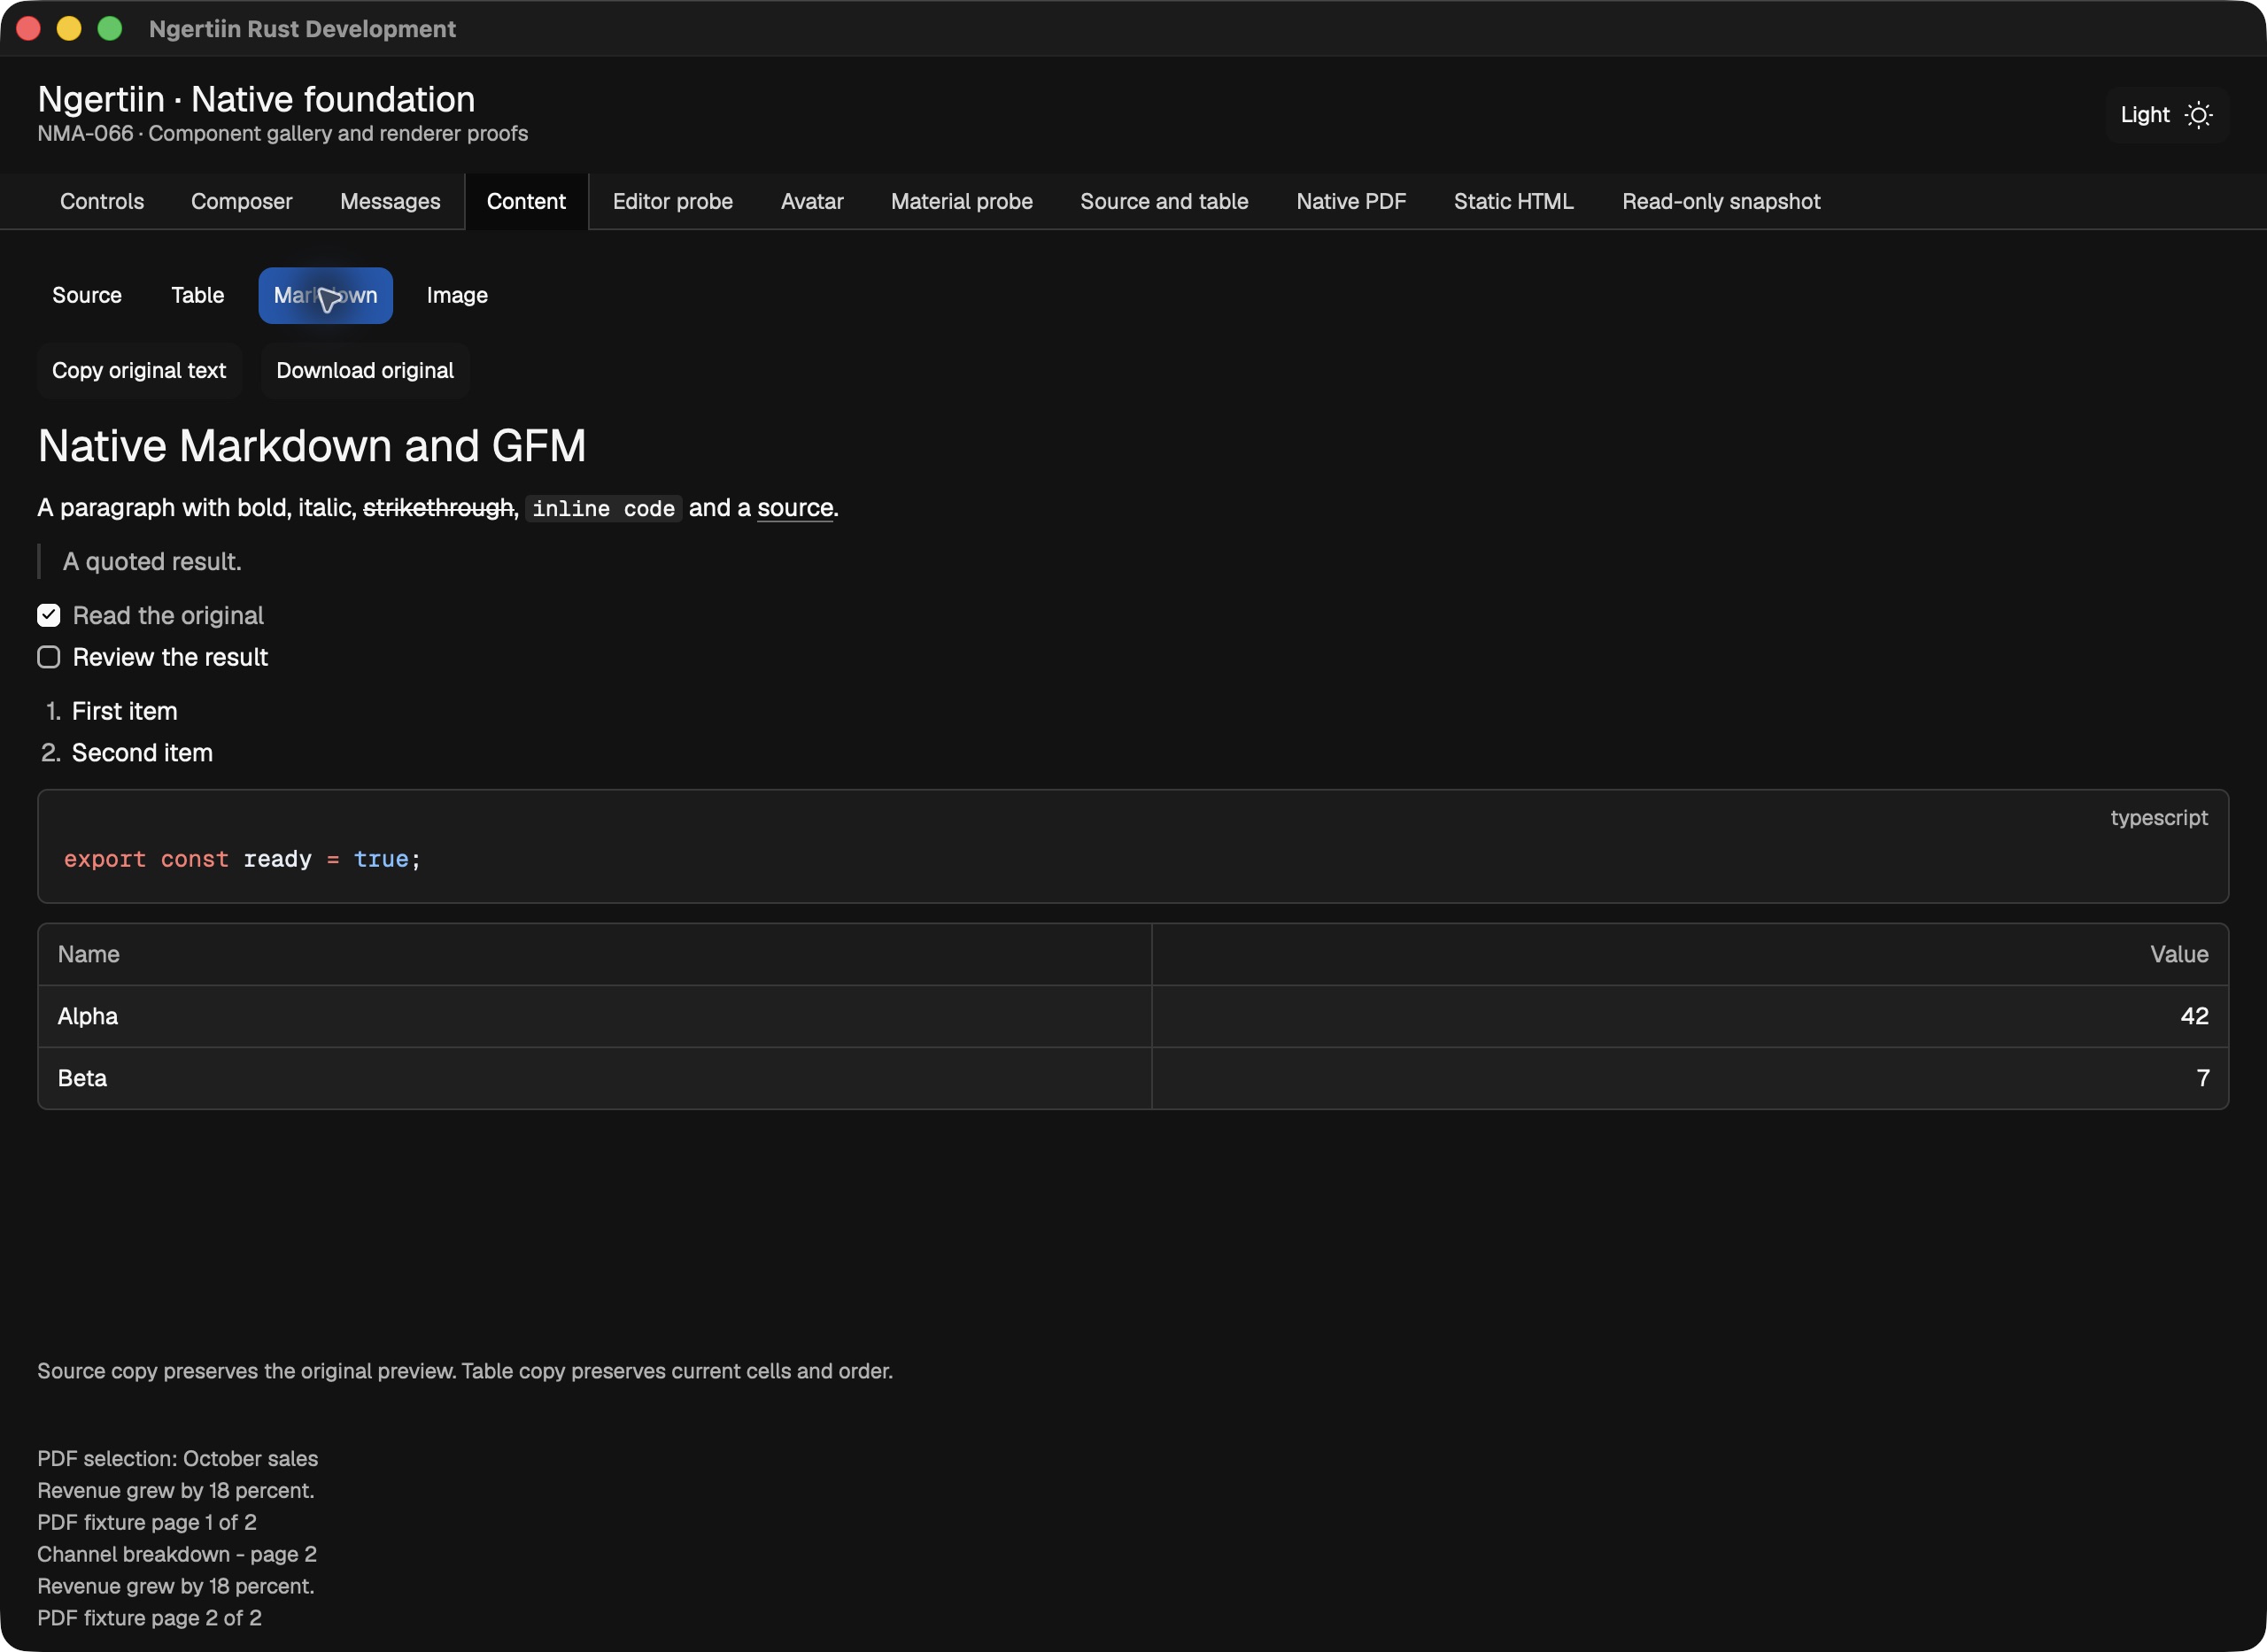 Ngertiin Rust Development
Ngertiin · Native foundation
NMA-066 · Component gallery and renderer proofs
Light
Controls Composer Messages Content Editor probe Avatar Material probe Source and table Native PDF Static HTML Read-only snapshot
Source Table Markdown Image
Copy original text Download original
Native Markdown and GFM
A paragraph with bold, italic, strikethrough, inline code and a source.
A quoted result.
Read the original
Review the result
1. First item
2. Second item
typescript
export const ready = true;
Name Value
Alpha 42
Beta 7
Source copy preserves the original preview. Table copy preserves current cells and order.
PDF selection: October sales
Revenue grew by 18 percent.
PDF fixture page 1 of 2
Channel breakdown - page 2
Revenue grew by 18 percent.
PDF fixture page 2 of 2